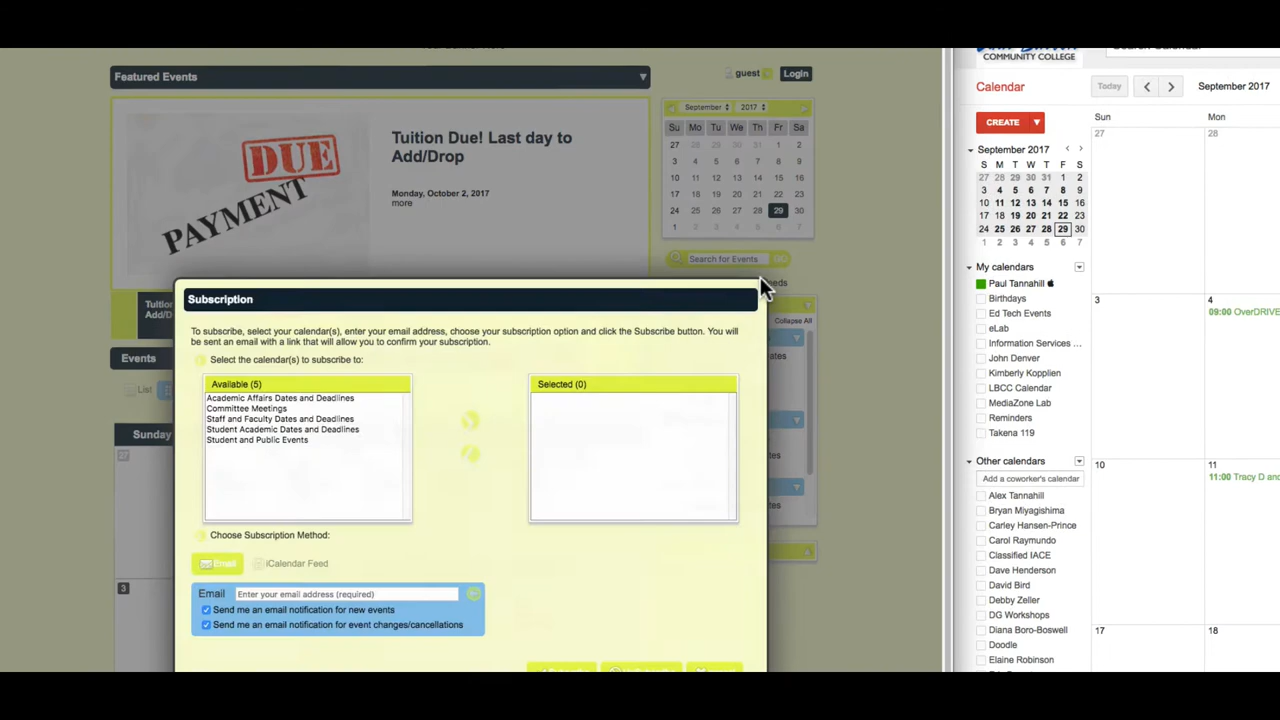 Featured Events
guest
Login
DUE
PAYMENT
Tuition Due! Last day to
Add/Drop
Monday, October 2, 2017
more
September 2017
Su Mo Tu We Th Fr Sa
27 28 29 30 31 1 2
3 4 5 6 7 8 9
10 11 12 13 14 15 16
17 18 19 20 21 22 23
24 25 26 27 28 29 30
1 2 3 4 5 6 7
Search for Events GO
eeds
Collapse All
Tuition
Add/D
Events
List
Sunday
27
3
Subscription
To subscribe, select your calendar(s), enter your email address, choose your subscription option and click the Subscribe button. You will
be sent an email with a link that will allow you to confirm your subscription.
Select the calendar(s) to subscribe to:
Available (5)
Academic Affairs Dates and Deadlines
Committee Meetings
Staff and Faculty Dates and Deadlines
Student Academic Dates and Deadlines
Student and Public Events
Selected (0)
Choose Subscription Method:
Email
iCalendar Feed
Email Enter your email address (required)
Send me an email notification for new events
Send me an email notification for event changes/cancellations
ates
tes
tes
COMMUNITY COLLEGE
Calendar
Today
September 2017
CREATE
September 2017
S M T W T F S
27 28 29 30 31 1 2
3 4 5 6 7 8 9
10 11 12 13 14 15 16
17 18 19 20 21 22 23
24 25 26 27 28 29 30
1 2 3 4 5 6 7
My calendars
Paul Tannahill
Birthdays
Ed Tech Events
eLab
Information Services ...
John Denver
Kimberly Kopplien
LBCC Calendar
MediaZone Lab
Reminders
Takena 119
Other calendars
Add a coworker's calendar
Alex Tannahill
Bryan Miyagishima
Carley Hansen-Prince
Carol Raymundo
Classified IACE
Dave Henderson
David Bird
Debby Zeller
DG Workshops
Diana Boro-Boswell
Doodle
Elaine Robinson
Sun Mon
27 28
3 4
09:00 OverDRIVE
10 11
11:00 Tracy D and
17 18